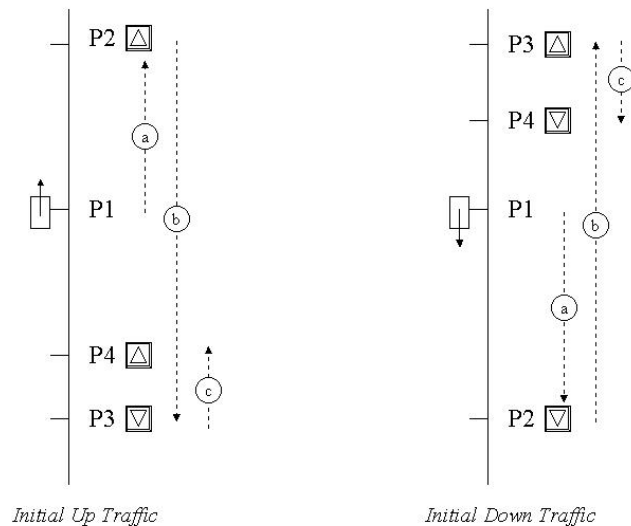 P2
a
P1
b
P4
c
P3
Initial Up Traffic
P3
c
P4
P1
b
a
P2
Initial Down Traffic